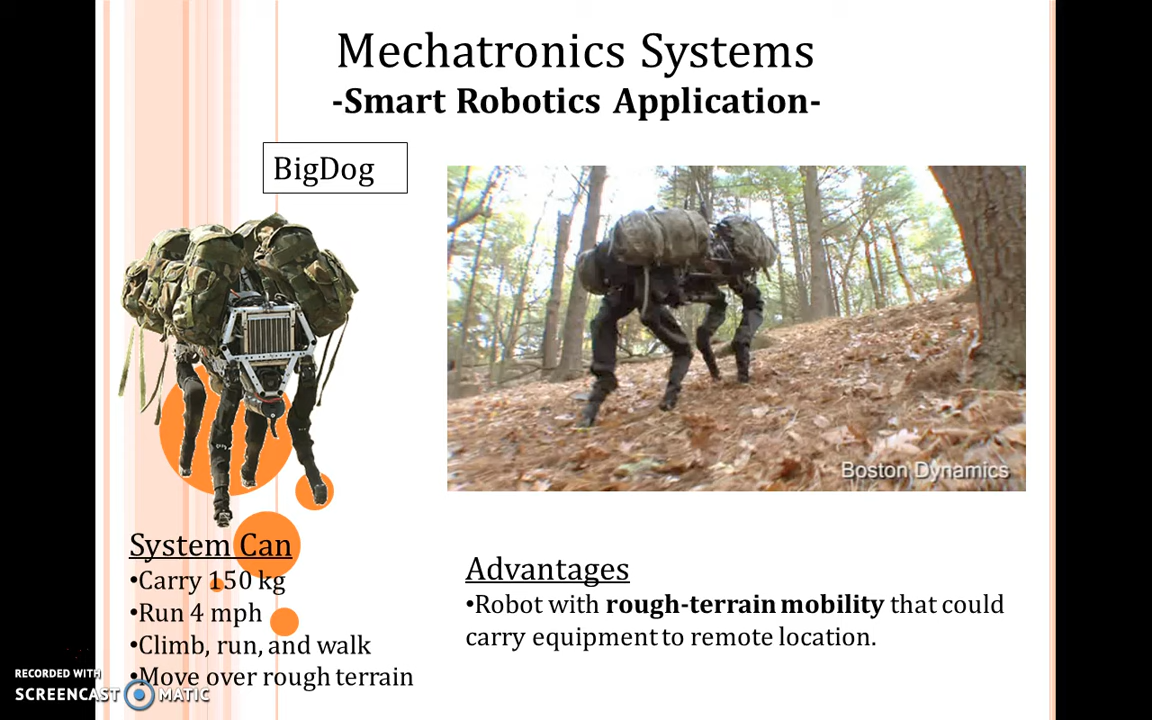 Mechatronics Systems
-Smart Robotics Application-
BigDog
Boston Dynamics
System Can
•Carry 150 kg
•Run 4 mph
•Climb, run, and walk
•Move over rough terrain
Advantages
•Robot with rough-terrain mobility that could
carry equipment to remote location.
RECORDED WITH
SCREENCAST MATIC